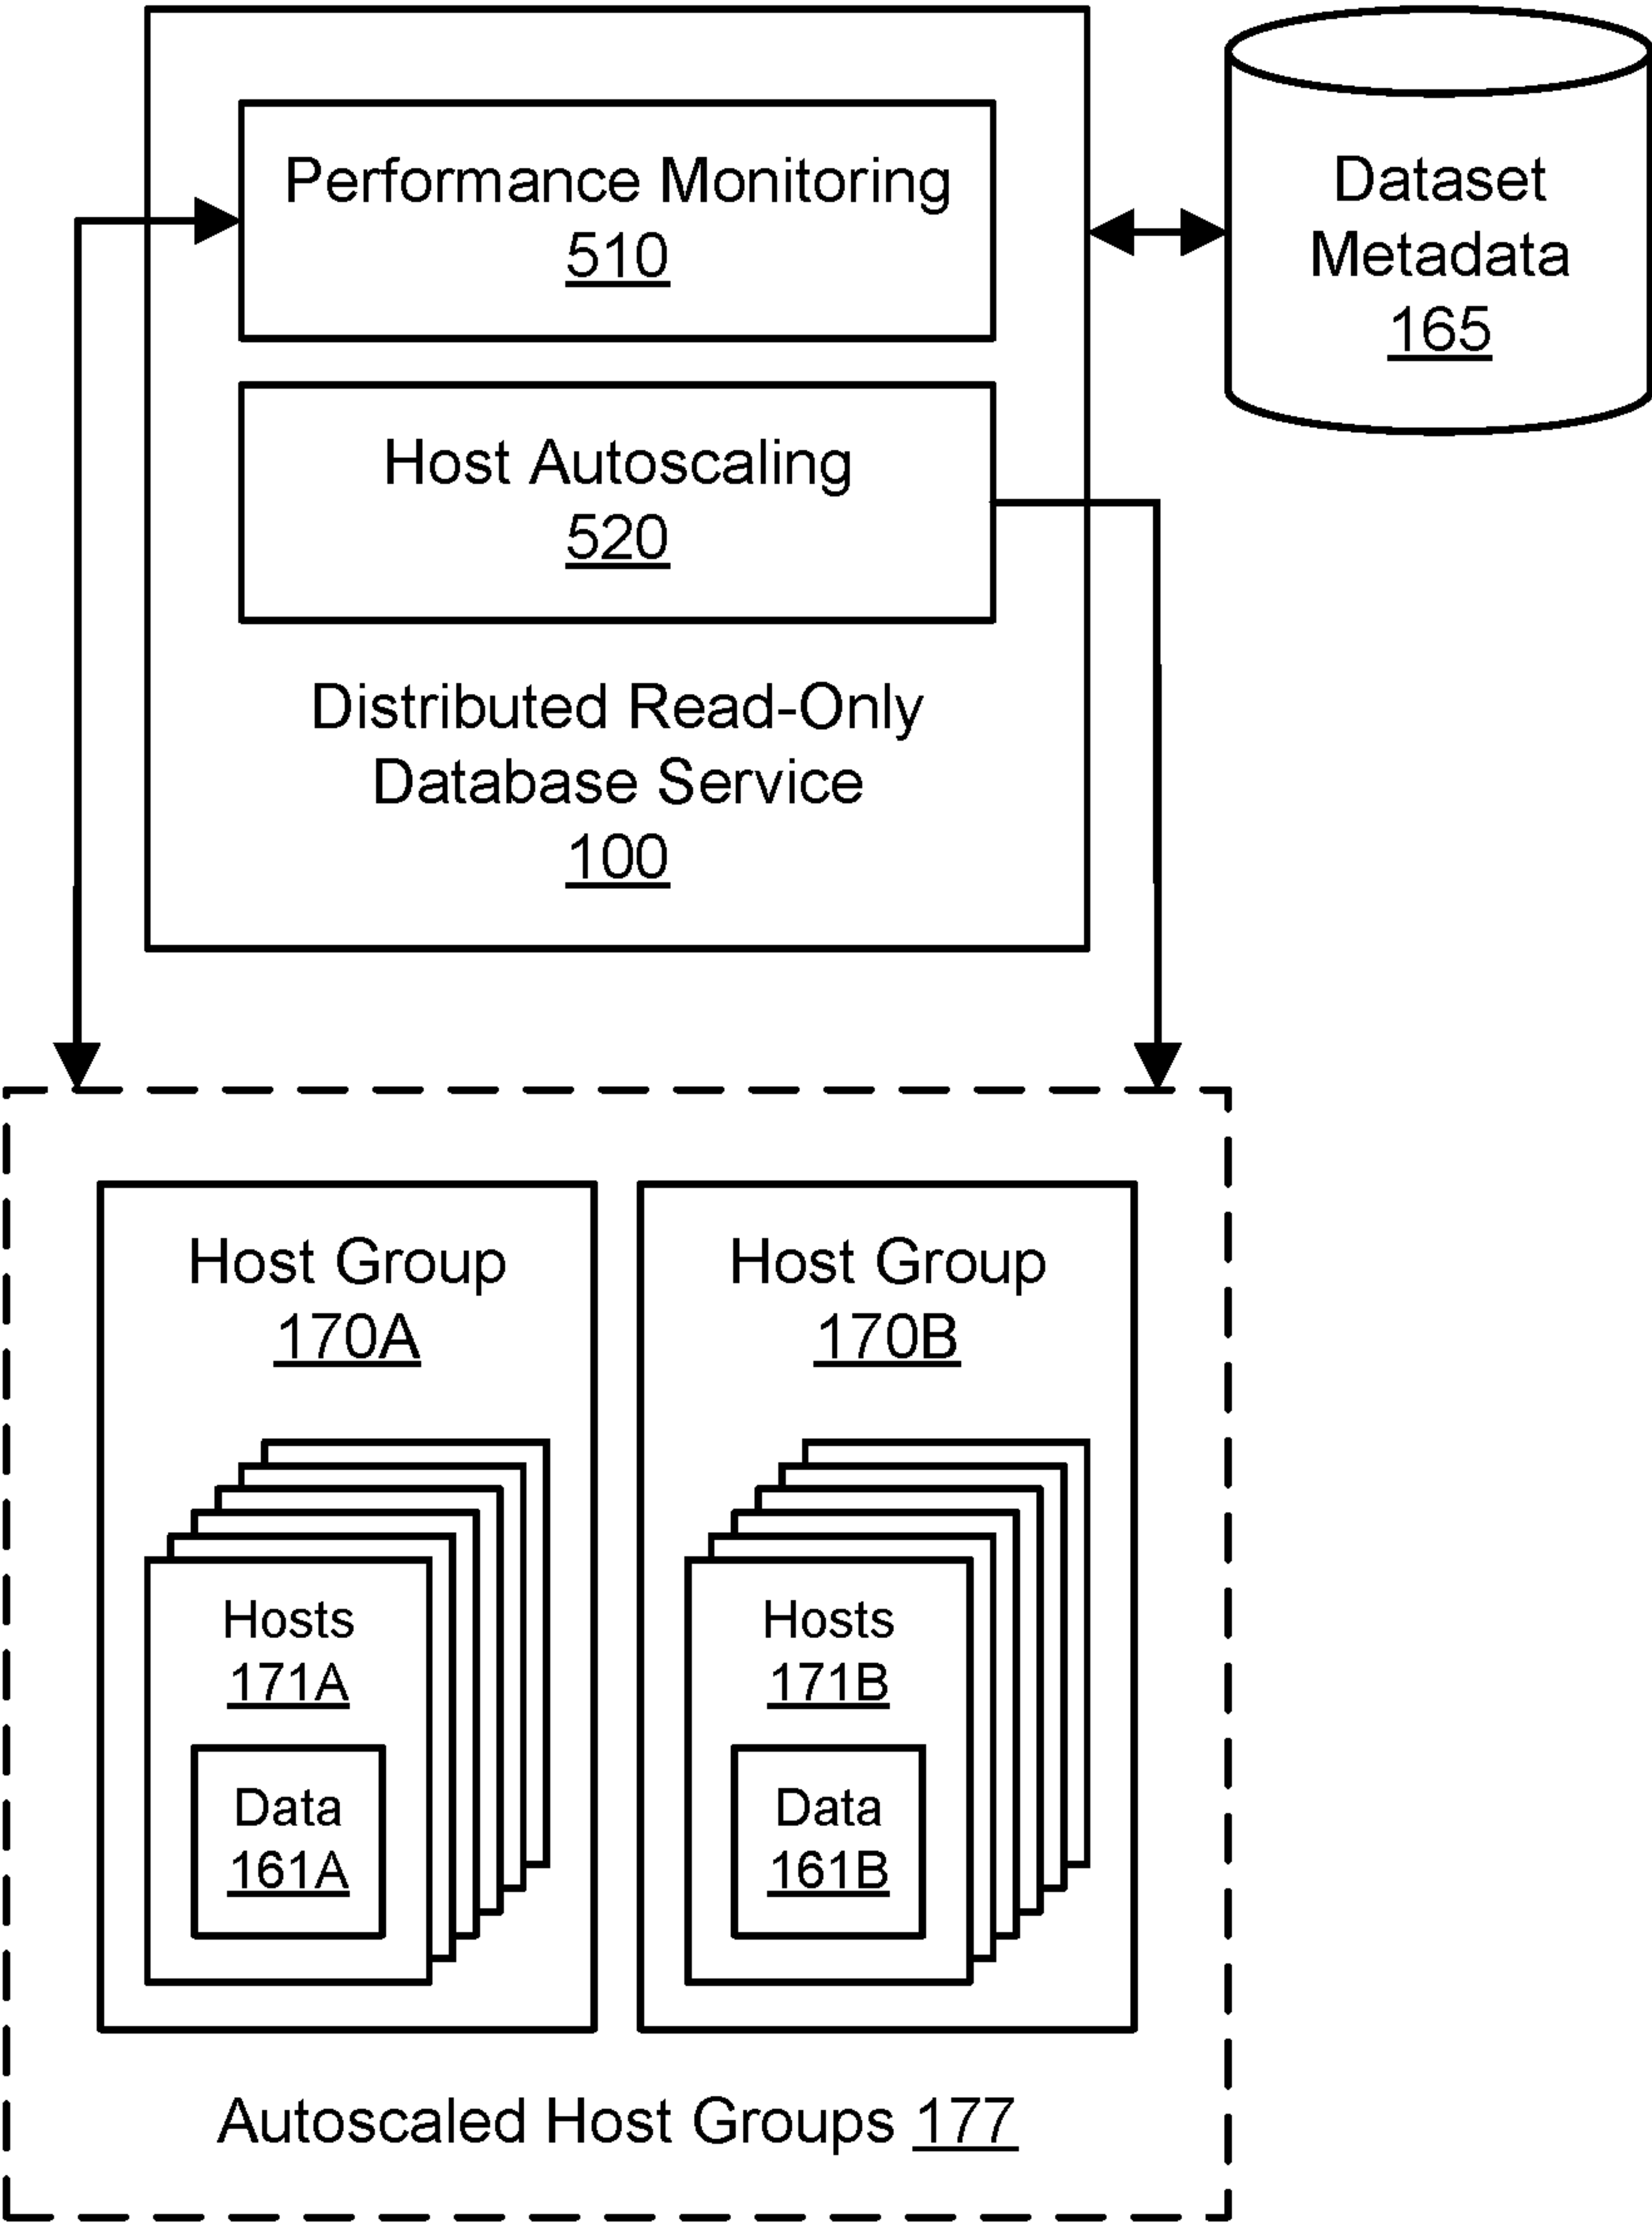 Performance Monitoring
510
Host Autoscaling
520
Distributed Read-Only
Database Service
100
Dataset
Metadata
165
Host Group
170A
Hosts
171A
Data
161A
Host Group
170B
Hosts
171B
Data
161B
Autoscaled Host Groups 177